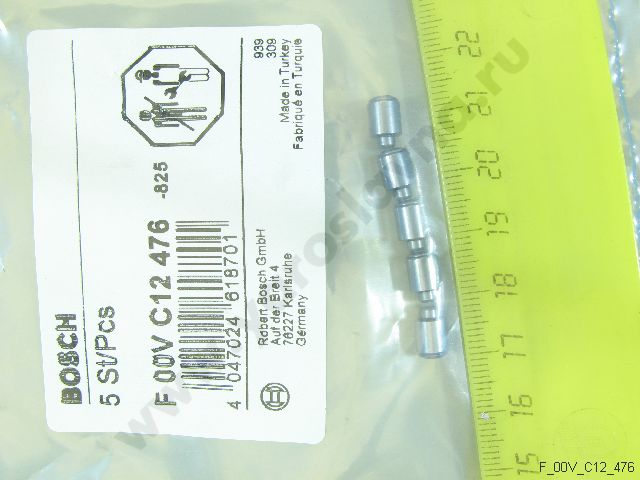 BOSCH
5 St/Pcs
F 00V C12 476
-825
4 047024 618701
Robert Bosch GmbH
Auf der Breit 4
76227 Karlsruhe
Germany
939
309
Made in Turkey
Fabriqué en Turquie
22
21
20
19
18
17
16
15
F_00V_C12_476